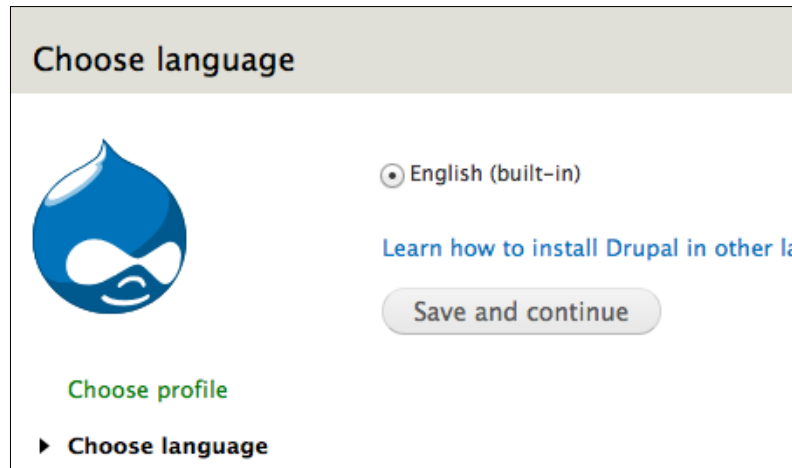 Choose language
English (built-in)
Learn how to install Drupal in other
Save and continue
Choose profile
Choose language